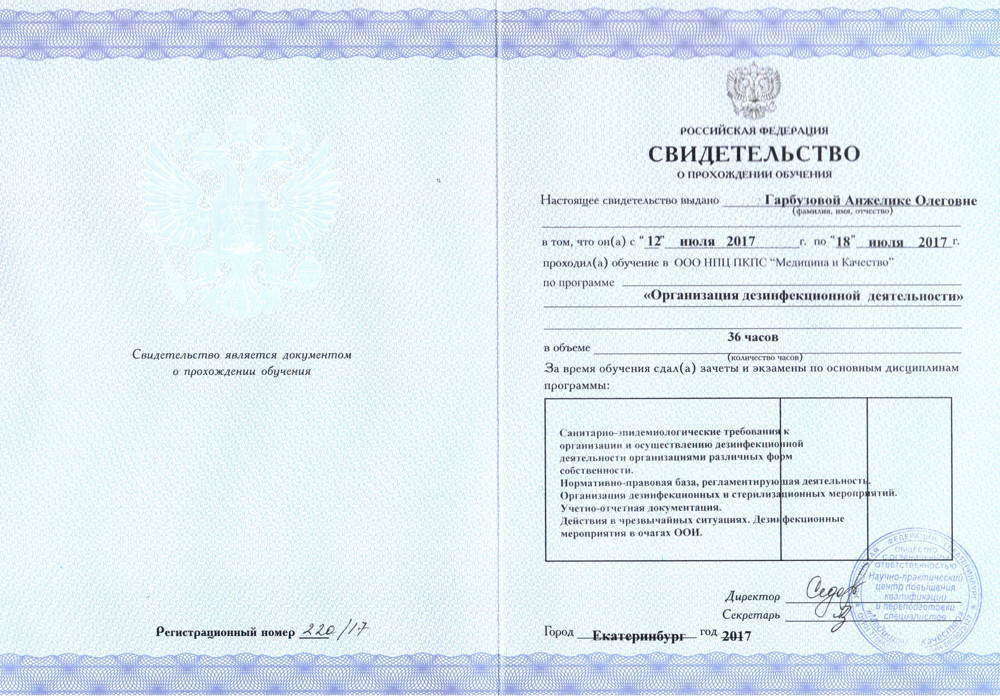 Свидетельство является документом
о прохождении обучения
Регистрационный номер 220/17
РОССИЙСКАЯ ФЕДЕРАЦИЯ
СВИДЕТЕЛЬСТВО
О ПРОХОЖДЕНИИ ОБУЧЕНИЯ
Настоящее свидетельство выдано Гарбузовой Анжелике Олеговне
(фамилия, имя, отчество)
в том, что он(а) с "12" июля 2017 г. по "18" июля 2017 г.
проходил(а) обучение в ООО НПЦ ПКПС "Медицина и Качество"
по программе
«Организация дезинфекционной деятельности»
36 часов
в объеме
(количество часов)
За время обучения сдал(а) зачеты и экзамены по основным дисциплинам
программы:
Санитарно-эпидемиологические требования к
организации и осуществлению дезинфекционной
деятельности организациями различных форм
собственности.
Нормативно-правовая база, регламентирующая деятельность.
Организация дезинфекционных и стерилизационных мероприятий.
Учетно-отчетная документация.
Действия в чрезвычайных ситуациях. Дезинфекционные
мероприятия в очагах ООИ.
Директор
Секретарь
Город Екатеринбург год 2017
ОБЩЕСТВО
С ОГРАНИЧЕННОЙ
ОТВЕТСТВЕННОСТЬЮ
Научно-практический
центр повышения
квалификации
и переподготовки
специалистов